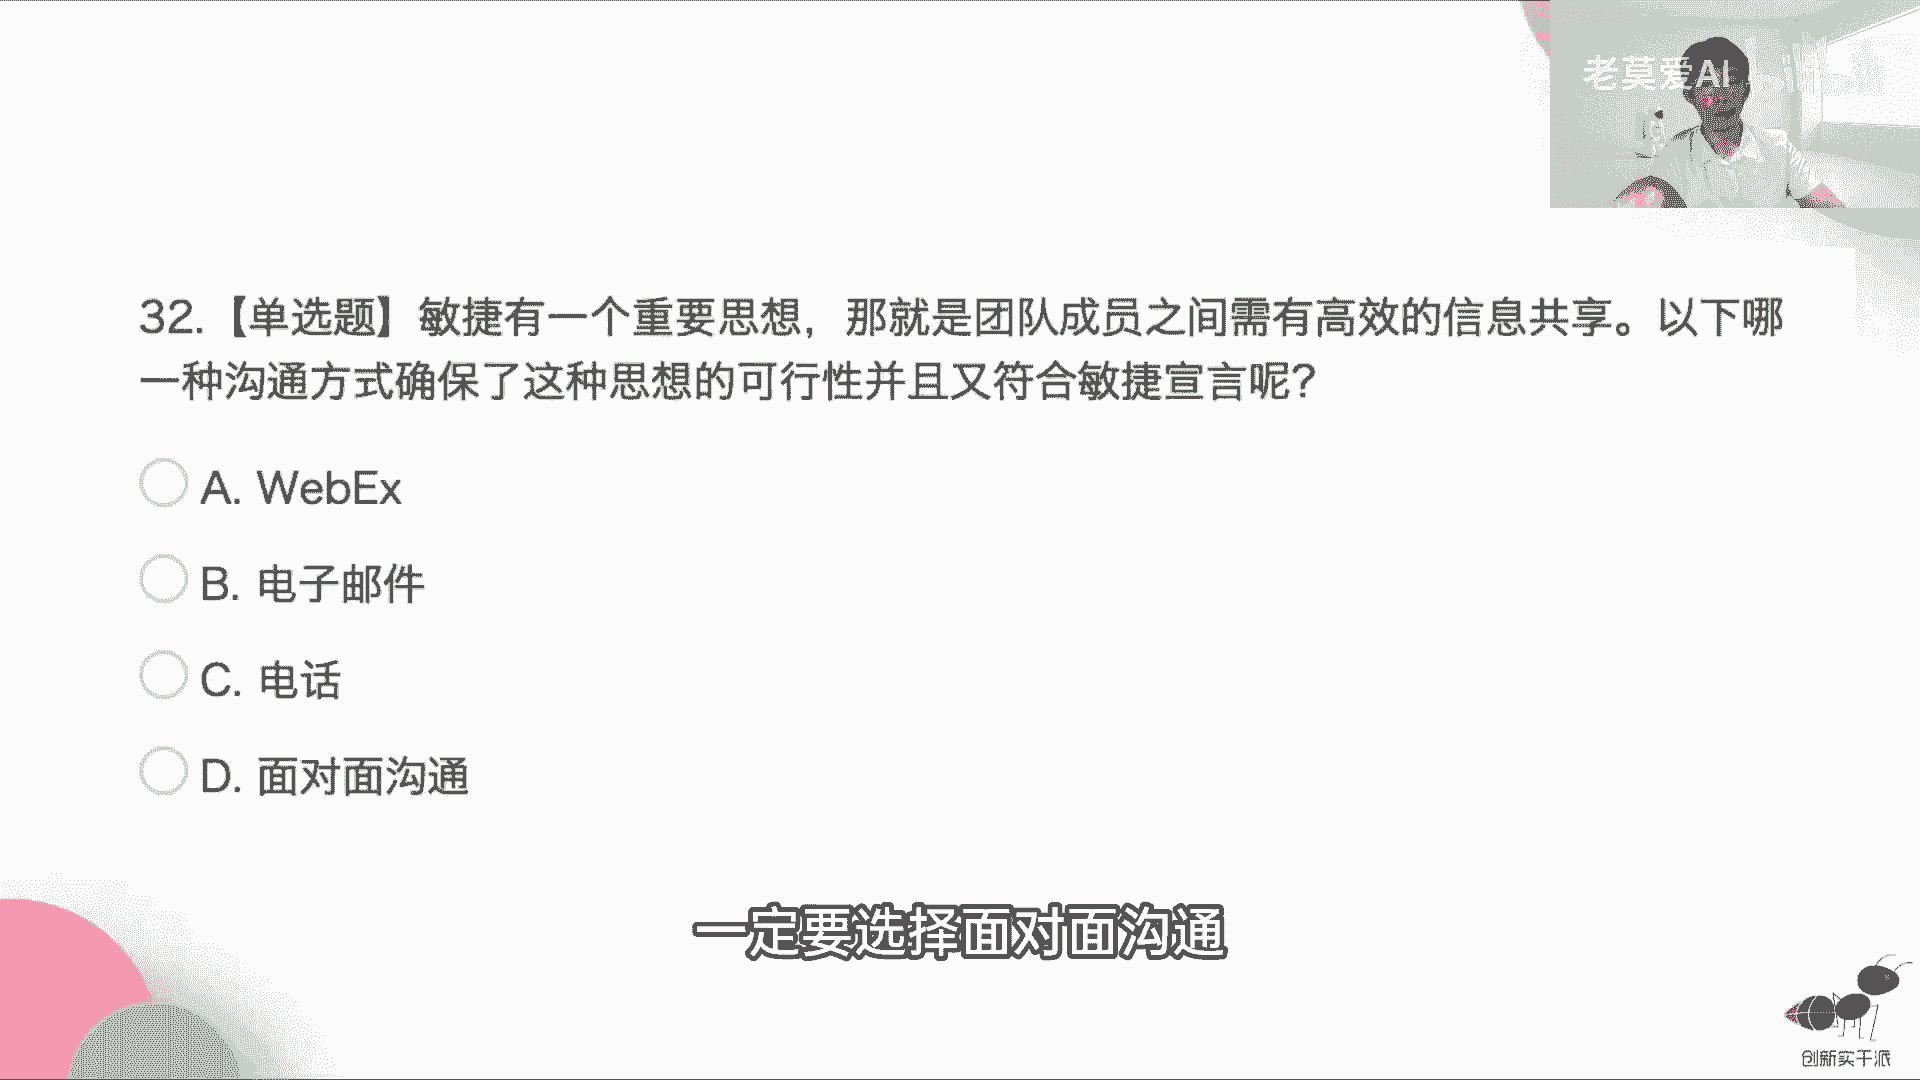 老莫爱AI
32.【单选题】敏捷有一个重要思想，那就是团队成员之间需有高效的信息共享。以下哪
一种沟通方式确保了这种思想的可行性并且又符合敏捷宣言呢？
A. WebEx
B. 电子邮件
C. 电话
D. 面对面沟通
一定要选择面对面沟通
创新实干派